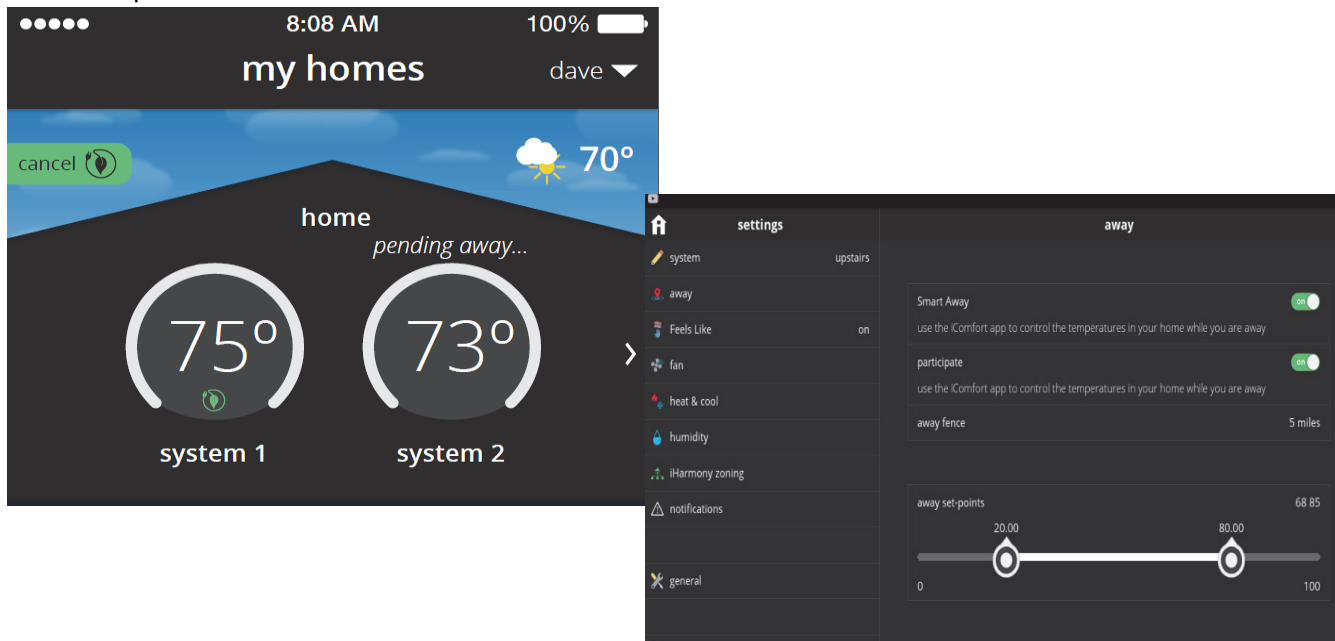 8:08 AM 100%
my homes dave
cancel 70°
home
pending away...
75° 73°
system 1 system 2
settings away
system upstairs
away
Feels Like on
fan
heat & cool
humidity
iHarmony zoning
notifications
general
Smart Away on
use the iComfort app to control the temperatures in your home while you are away
participate on
use the iComfort app to control the temperatures in your home while you are away
away fence 5 miles
away set-points 68 85
20.00 80.00
0 100